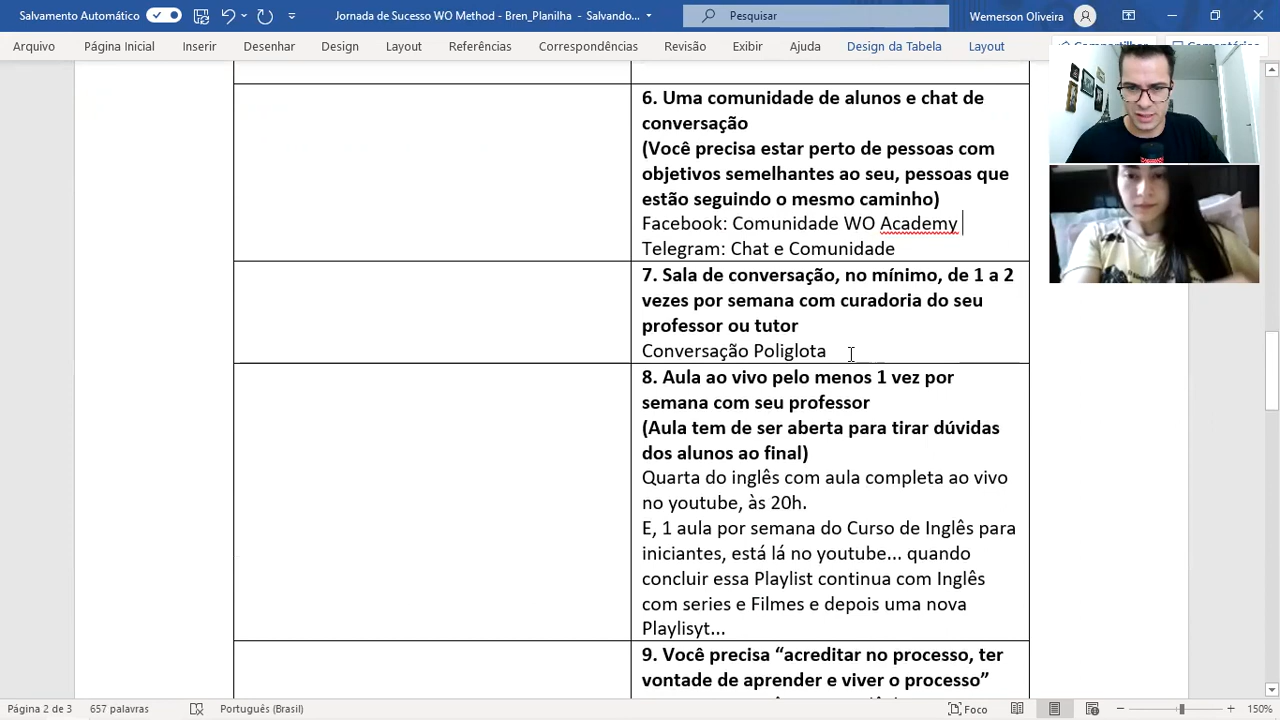 Salvamento Automático
Jornada de Sucesso WO Method - Bren_Planilha - Salvando...
Pesquisar
Wemerson Oliveira
Arquivo
Página Inicial
Inserir
Desenhar
Design
Layout
Referências
Correspondências
Revisão
Exibir
Ajuda
Design da Tabela
Layout
6. Uma comunidade de alunos e chat de
conversação
(Você precisa estar perto de pessoas com
objetivos semelhantes ao seu, pessoas que
estão seguindo o mesmo caminho)
Facebook: Comunidade WO Academy
Telegram: Chat e Comunidade
7. Sala de conversação, no mínimo, de 1 a 2
vezes por semana com curadoria do seu
professor ou tutor
Conversação Poliglota
8. Aula ao vivo pelo menos 1 vez por
semana com seu professor
(Aula tem de ser aberta para tirar dúvidas
dos alunos ao final)
Quarta do inglês com aula completa ao vivo
no youtube, às 20h.
E, 1 aula por semana do Curso de Inglês para
iniciantes, está lá no youtube... quando
concluir essa Playlist continua com Inglês
com series e Filmes e depois uma nova
Playlisyt...
9. Você precisa “acreditar no processo, ter
vontade de aprender e viver o processo”
Página 2 de 3
657 palavras
Português (Brasil)
Foco
150%